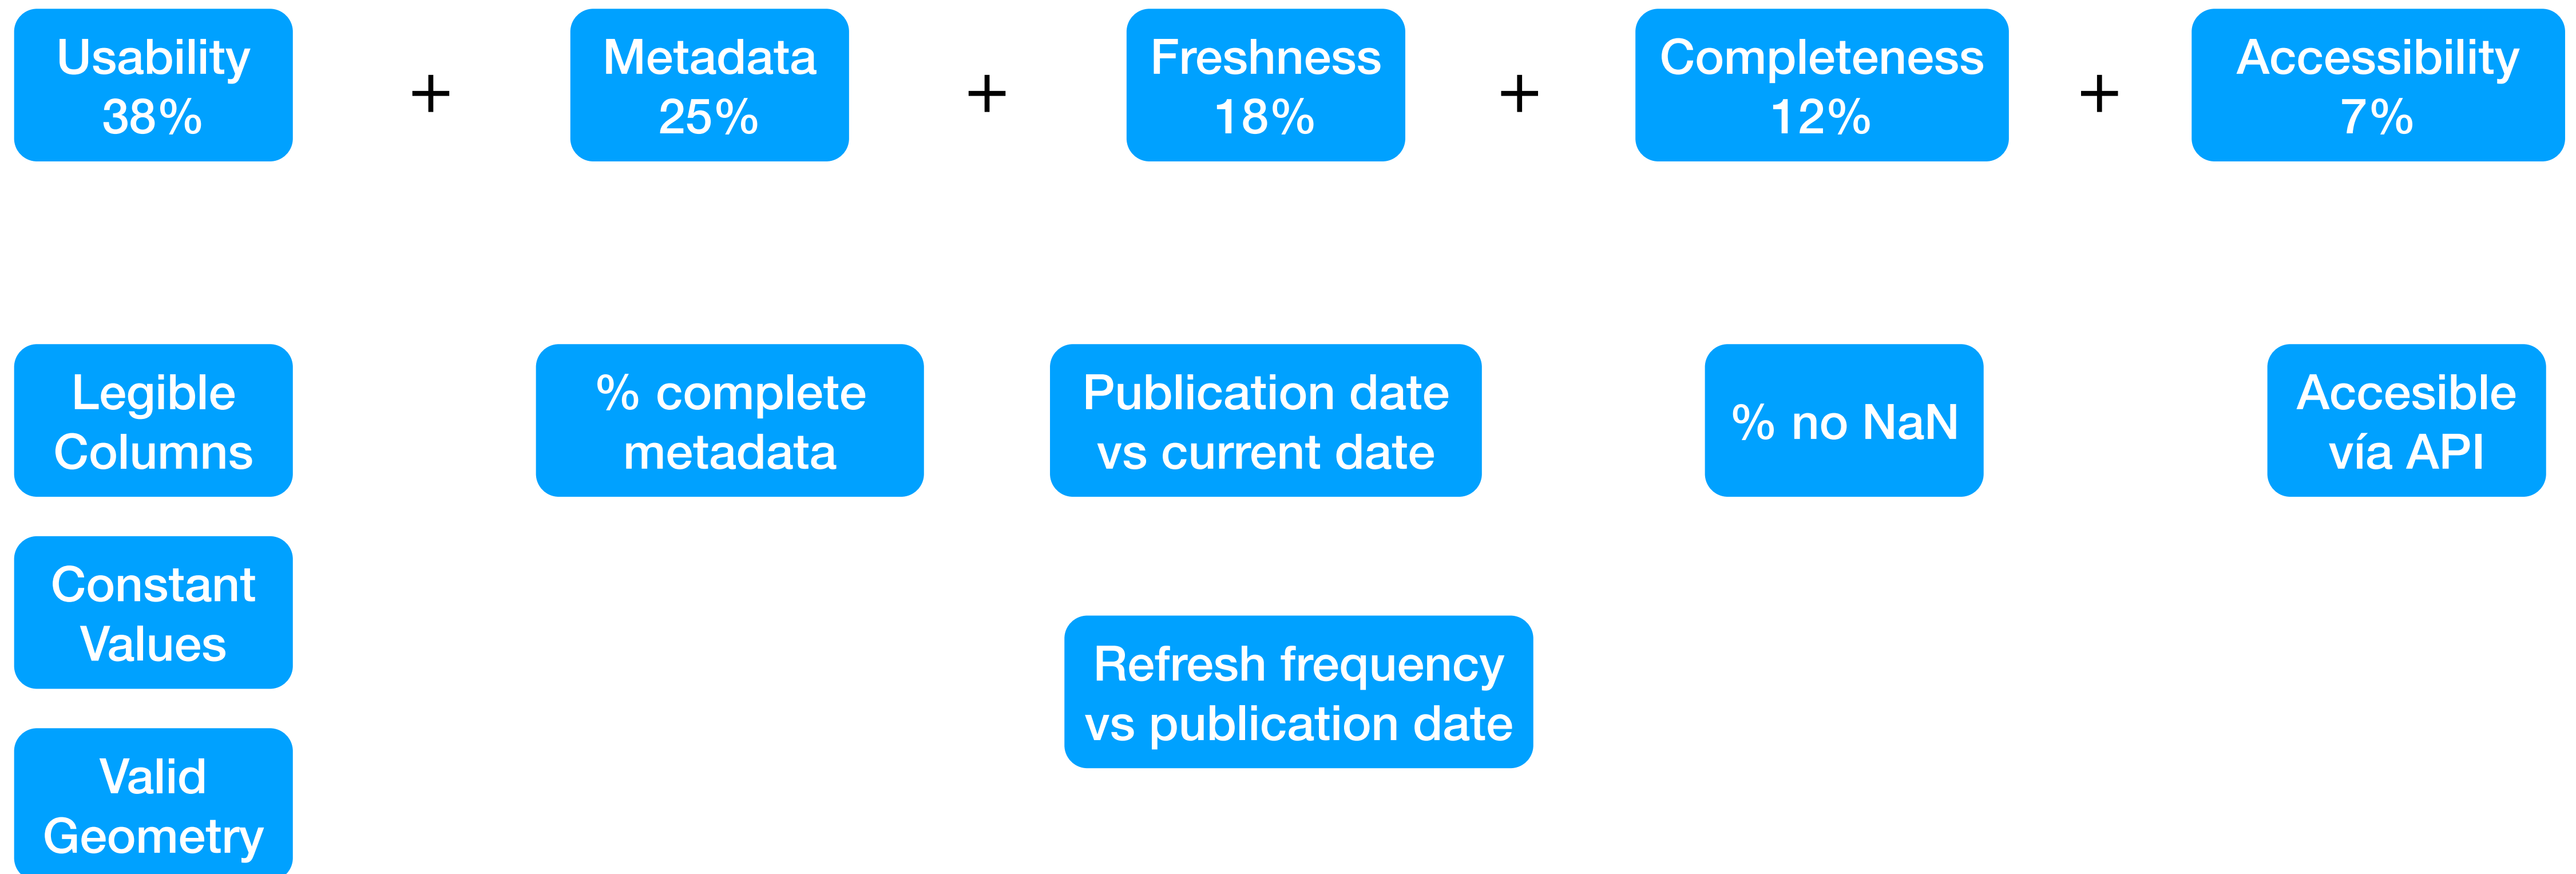 Usability
38%
+
Metadata
25%
+
Freshness
18%
+
Completeness
12%
+
Accessibility
7%
Legible
Columns
% complete
metadata
Publication date
vs current date
% no NaN
Accesible
vía API
Constant
Values
Refresh frequency
vs publication date
Valid
Geometry